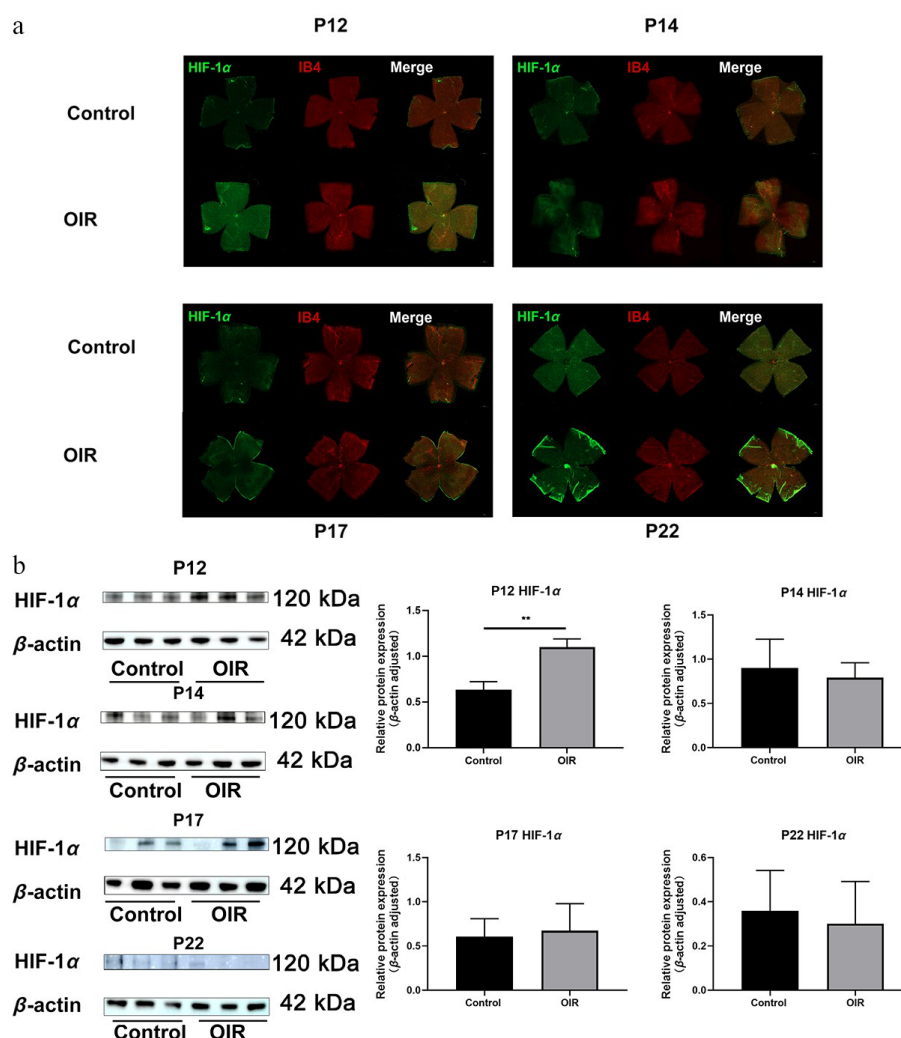 a
P12 P14
HIF-1α IB4 Merge HIF-1α IB4 Merge
Control
OIR
HIF-1α IB4 Merge HIF-1α IB4 Merge
Control
OIR
P17 P22
b
P12
HIF-1α 120 kDa
β-actin 42 kDa
Control OIR
P14
HIF-1α 120 kDa
β-actin 42 kDa
Control OIR
P17
HIF-1α 120 kDa
β-actin 42 kDa
Control OIR
P22
HIF-1α 120 kDa
β-actin 42 kDa
Control OIR
P12 HIF-1α
Relative protein expression
(β-actin adjusted)
1.5
1.0
0.5
0.0
**
Control OIR
P14 HIF-1α
Relative protein expression
(β-actin adjusted)
1.5
1.0
0.5
0.0
Control OIR
P17 HIF-1α
Relative protein expression
(β-actin adjusted)
1.5
1.0
0.5
0.0
Control OIR
P22 HIF-1α
Relative protein expression
(β-actin adjusted)
0.6
0.4
0.2
0.0
Control OIR